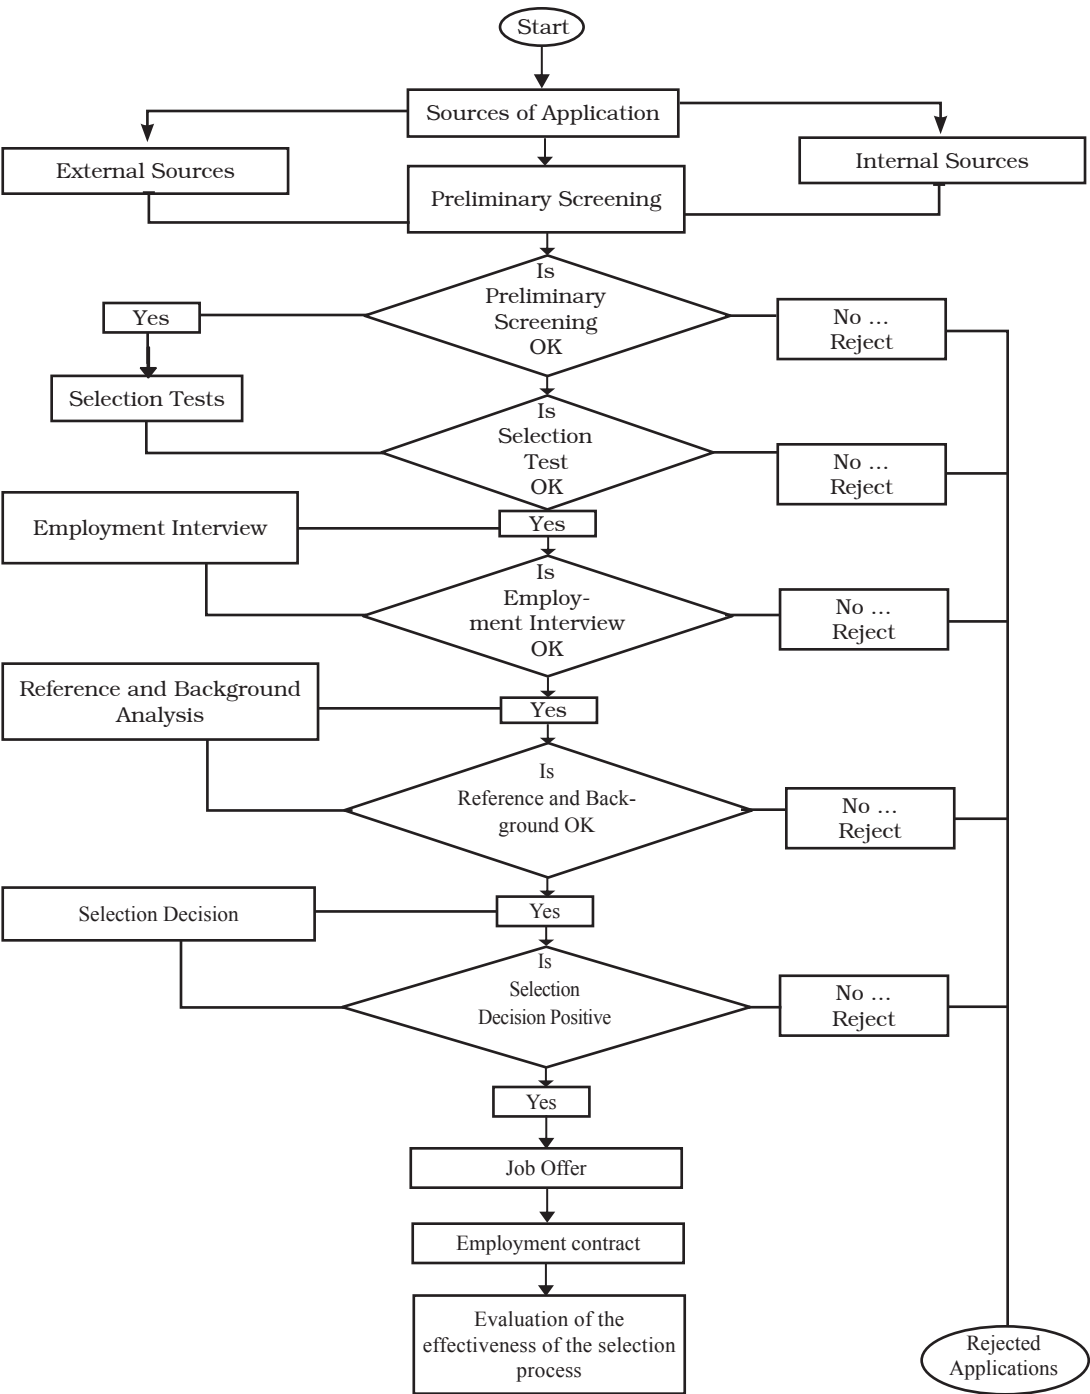 Start
Sources of Application
External Sources
Internal Sources
Preliminary Screening
Is
Preliminary
Screening
OK
Yes
No ...
Reject
Selection Tests
Is
Selection
Test
OK
No ...
Reject
Yes
Employment Interview
Is
Employ-
ment Interview
OK
No ...
Reject
Yes
Reference and Background
Analysis
Is
Reference and Back-
ground OK
No ...
Reject
Yes
Selection Decision
Is
Selection
Decision Positive
No ...
Reject
Yes
Job Offer
Employment contract
Evaluation of the
effectiveness of the selection
process
Rejected
Applications